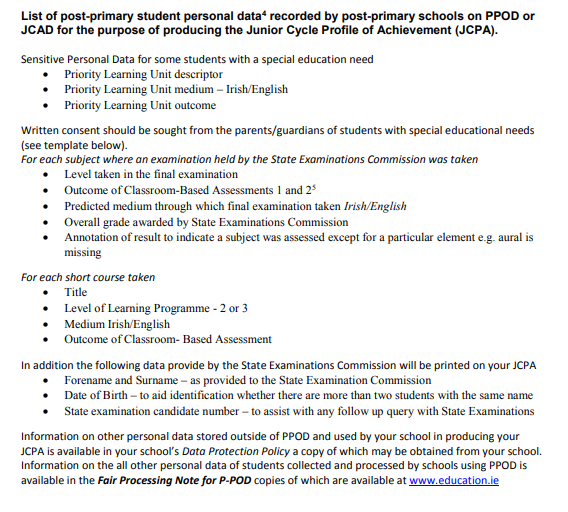 List of post-primary student personal data⁴ recorded by post-primary schools on PPOD or
JCAD for the purpose of producing the Junior Cycle Profile of Achievement (JCPA).
Sensitive Personal Data for some students with a special education need
• Priority Learning Unit descriptor
• Priority Learning Unit medium – Irish/English
• Priority Learning Unit outcome
Written consent should be sought from the parents/guardians of students with special educational needs
(see template below).
For each subject where an examination held by the State Examinations Commission was taken
• Level taken in the final examination
• Outcome of Classroom-Based Assessments 1 and 2⁵
• Predicted medium through which final examination taken Irish/English
• Overall grade awarded by State Examinations Commission
• Annotation of result to indicate a subject was assessed except for a particular element e.g. aural is
missing
For each short course taken
• Title
• Level of Learning Programme - 2 or 3
• Medium Irish/English
• Outcome of Classroom- Based Assessment
In addition the following data provide by the State Examinations Commission will be printed on your JCPA
• Forename and Surname – as provided to the State Examination Commission
• Date of Birth – to aid identification whether there are more than two students with the same name
• State examination candidate number – to assist with any follow up query with State Examinations
Information on other personal data stored outside of PPOD and used by your school in producing your
JCPA is available in your school's Data Protection Policy a copy of which may be obtained from your school.
Information on the all other personal data of students collected and processed by schools using PPOD is
available in the Fair Processing Note for P-POD copies of which are available at www.education.ie